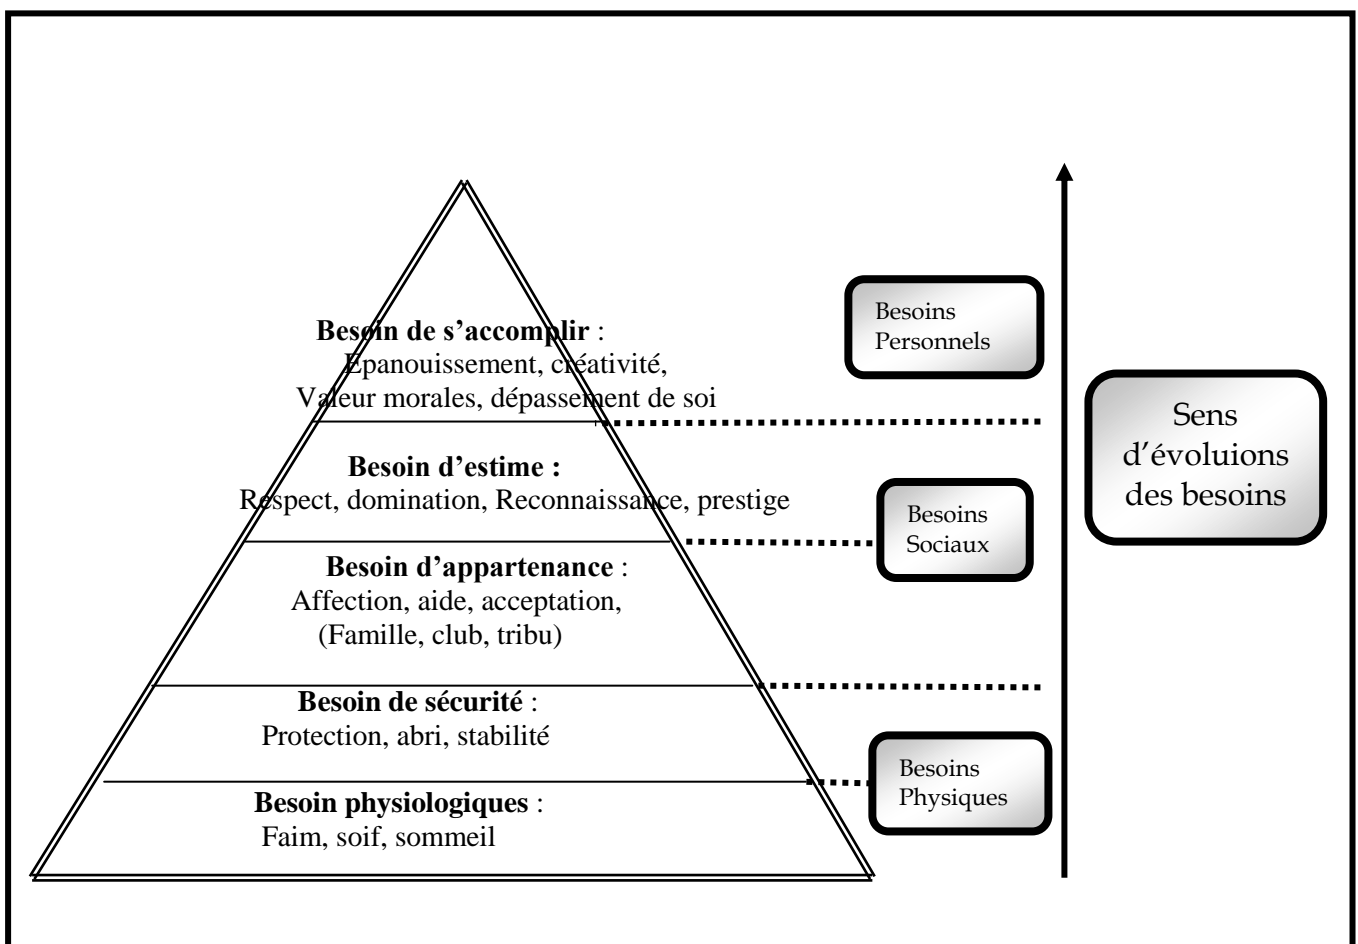 Besoin de s’accomplir :
Epanouissement, créativité,
Valeur morales, dépassement de soi
Besoin d’estime :
Respect, domination, Reconnaissance, prestige
Besoin d’appartenance :
Affection, aide, acceptation,
(Famille, club, tribu)
Besoin de sécurité :
Protection, abri, stabilité
Besoin physiologiques :
Faim, soif, sommeil
Besoins
Personnels
Besoins
Sociaux
Besoins
Physiques
Sens
d’évoluions
des besoins